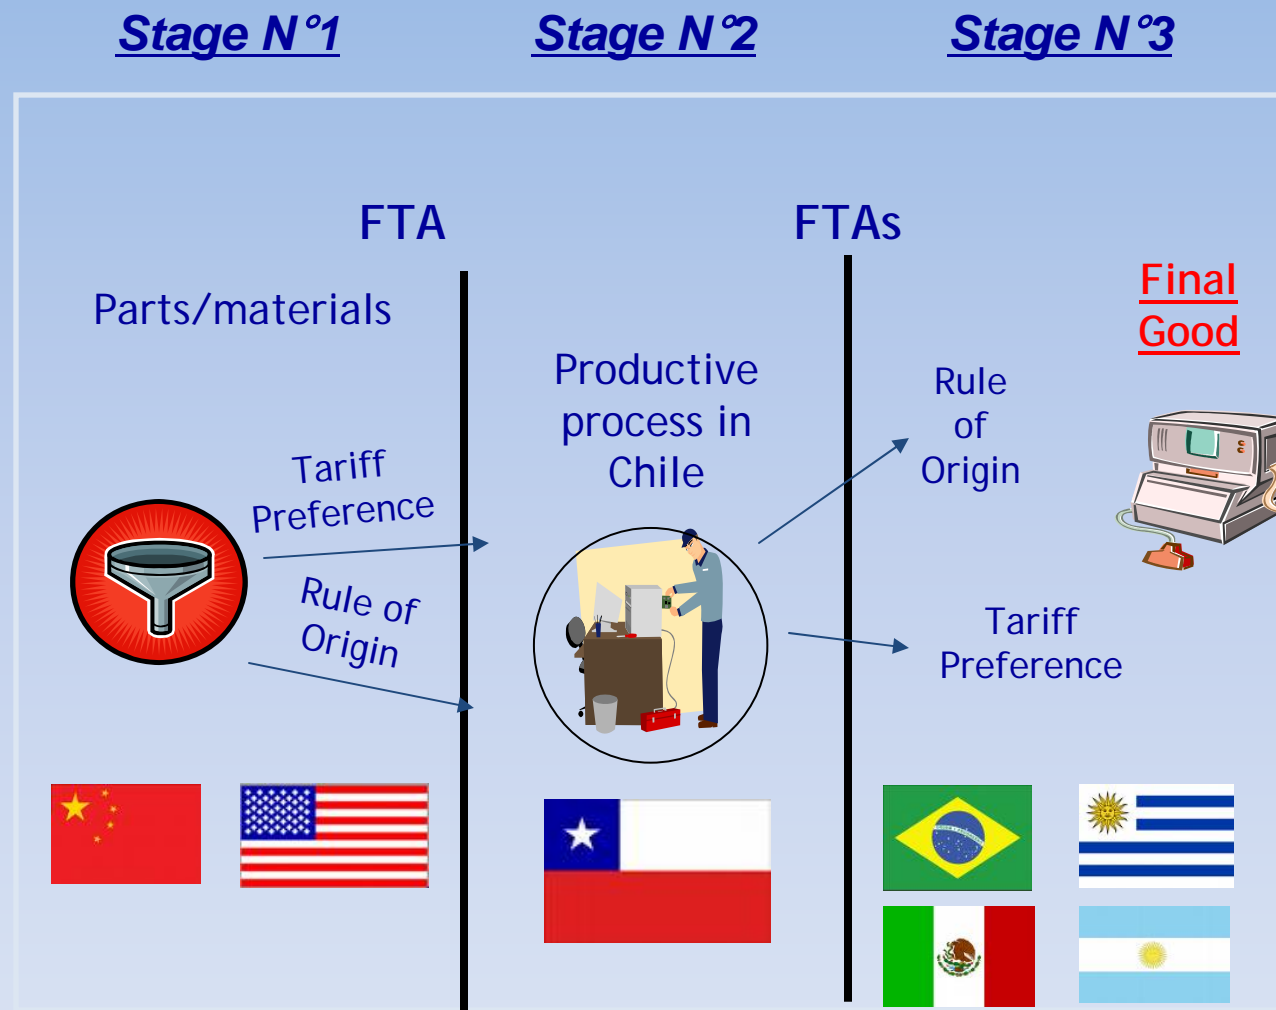 Stage N°1
Stage N°2
Stage N°3
FTA
FTAs
Parts/materials
Tariff
Preference
Rule of
Origin
Productive
process in
Chile
Rule
of
Origin
Tariff
Preference
Final
Good